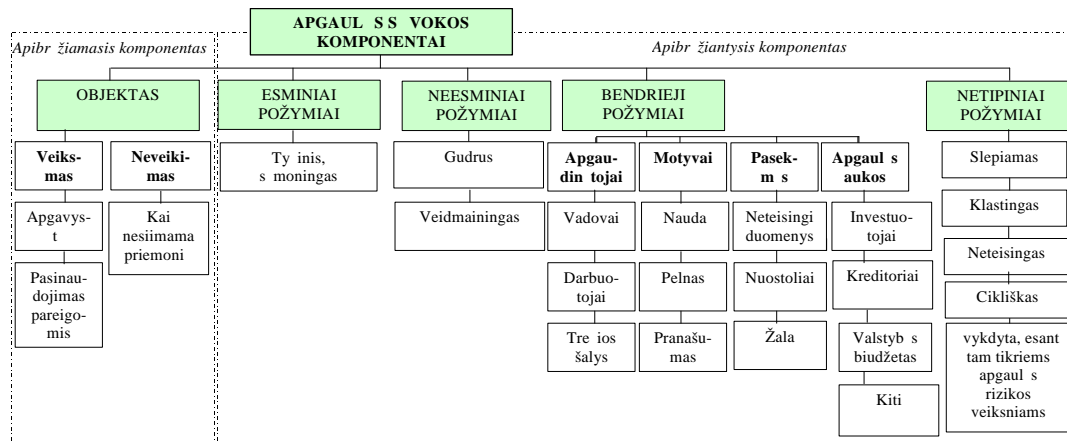 APGAUL S S VOKOS
KOMPONENTAI
Apibr žiamasis komponentas
Apibr žiantysis komponentas
OBJEKTAS
Veiks-
mas
Neveiki-
mas
Apgavys-
t
Kai
nesiimama
priemoni
Pasinau-
dojimas
pareigo-
mis
ESMINIAI
POŽYMIAI
Ty inis,
s moningas
NEESMINIAI
POŽYMIAI
Gudrus
Veidmainingas
BENDRIEJI
POŽYMIAI
Apgau-
din tojai
Vadovai
Darbuo-
tojai
Tre ios
šalys
Motyvai
Nauda
Pelnas
Pranašu-
mas
Pasek-
m s
Neteisingi
duomenys
Nuostoliai
Žala
Apgaul s
aukos
Investuo-
tojai
Kreditoriai
Valstyb s
biudžetas
Kiti
NETIPINIAI
POŽYMIAI
Slepiamas
Klastingas
Neteisingas
Cikliškas
vykdyta, esant
tam tikriems
apgaul s
rizikos
veiksniams